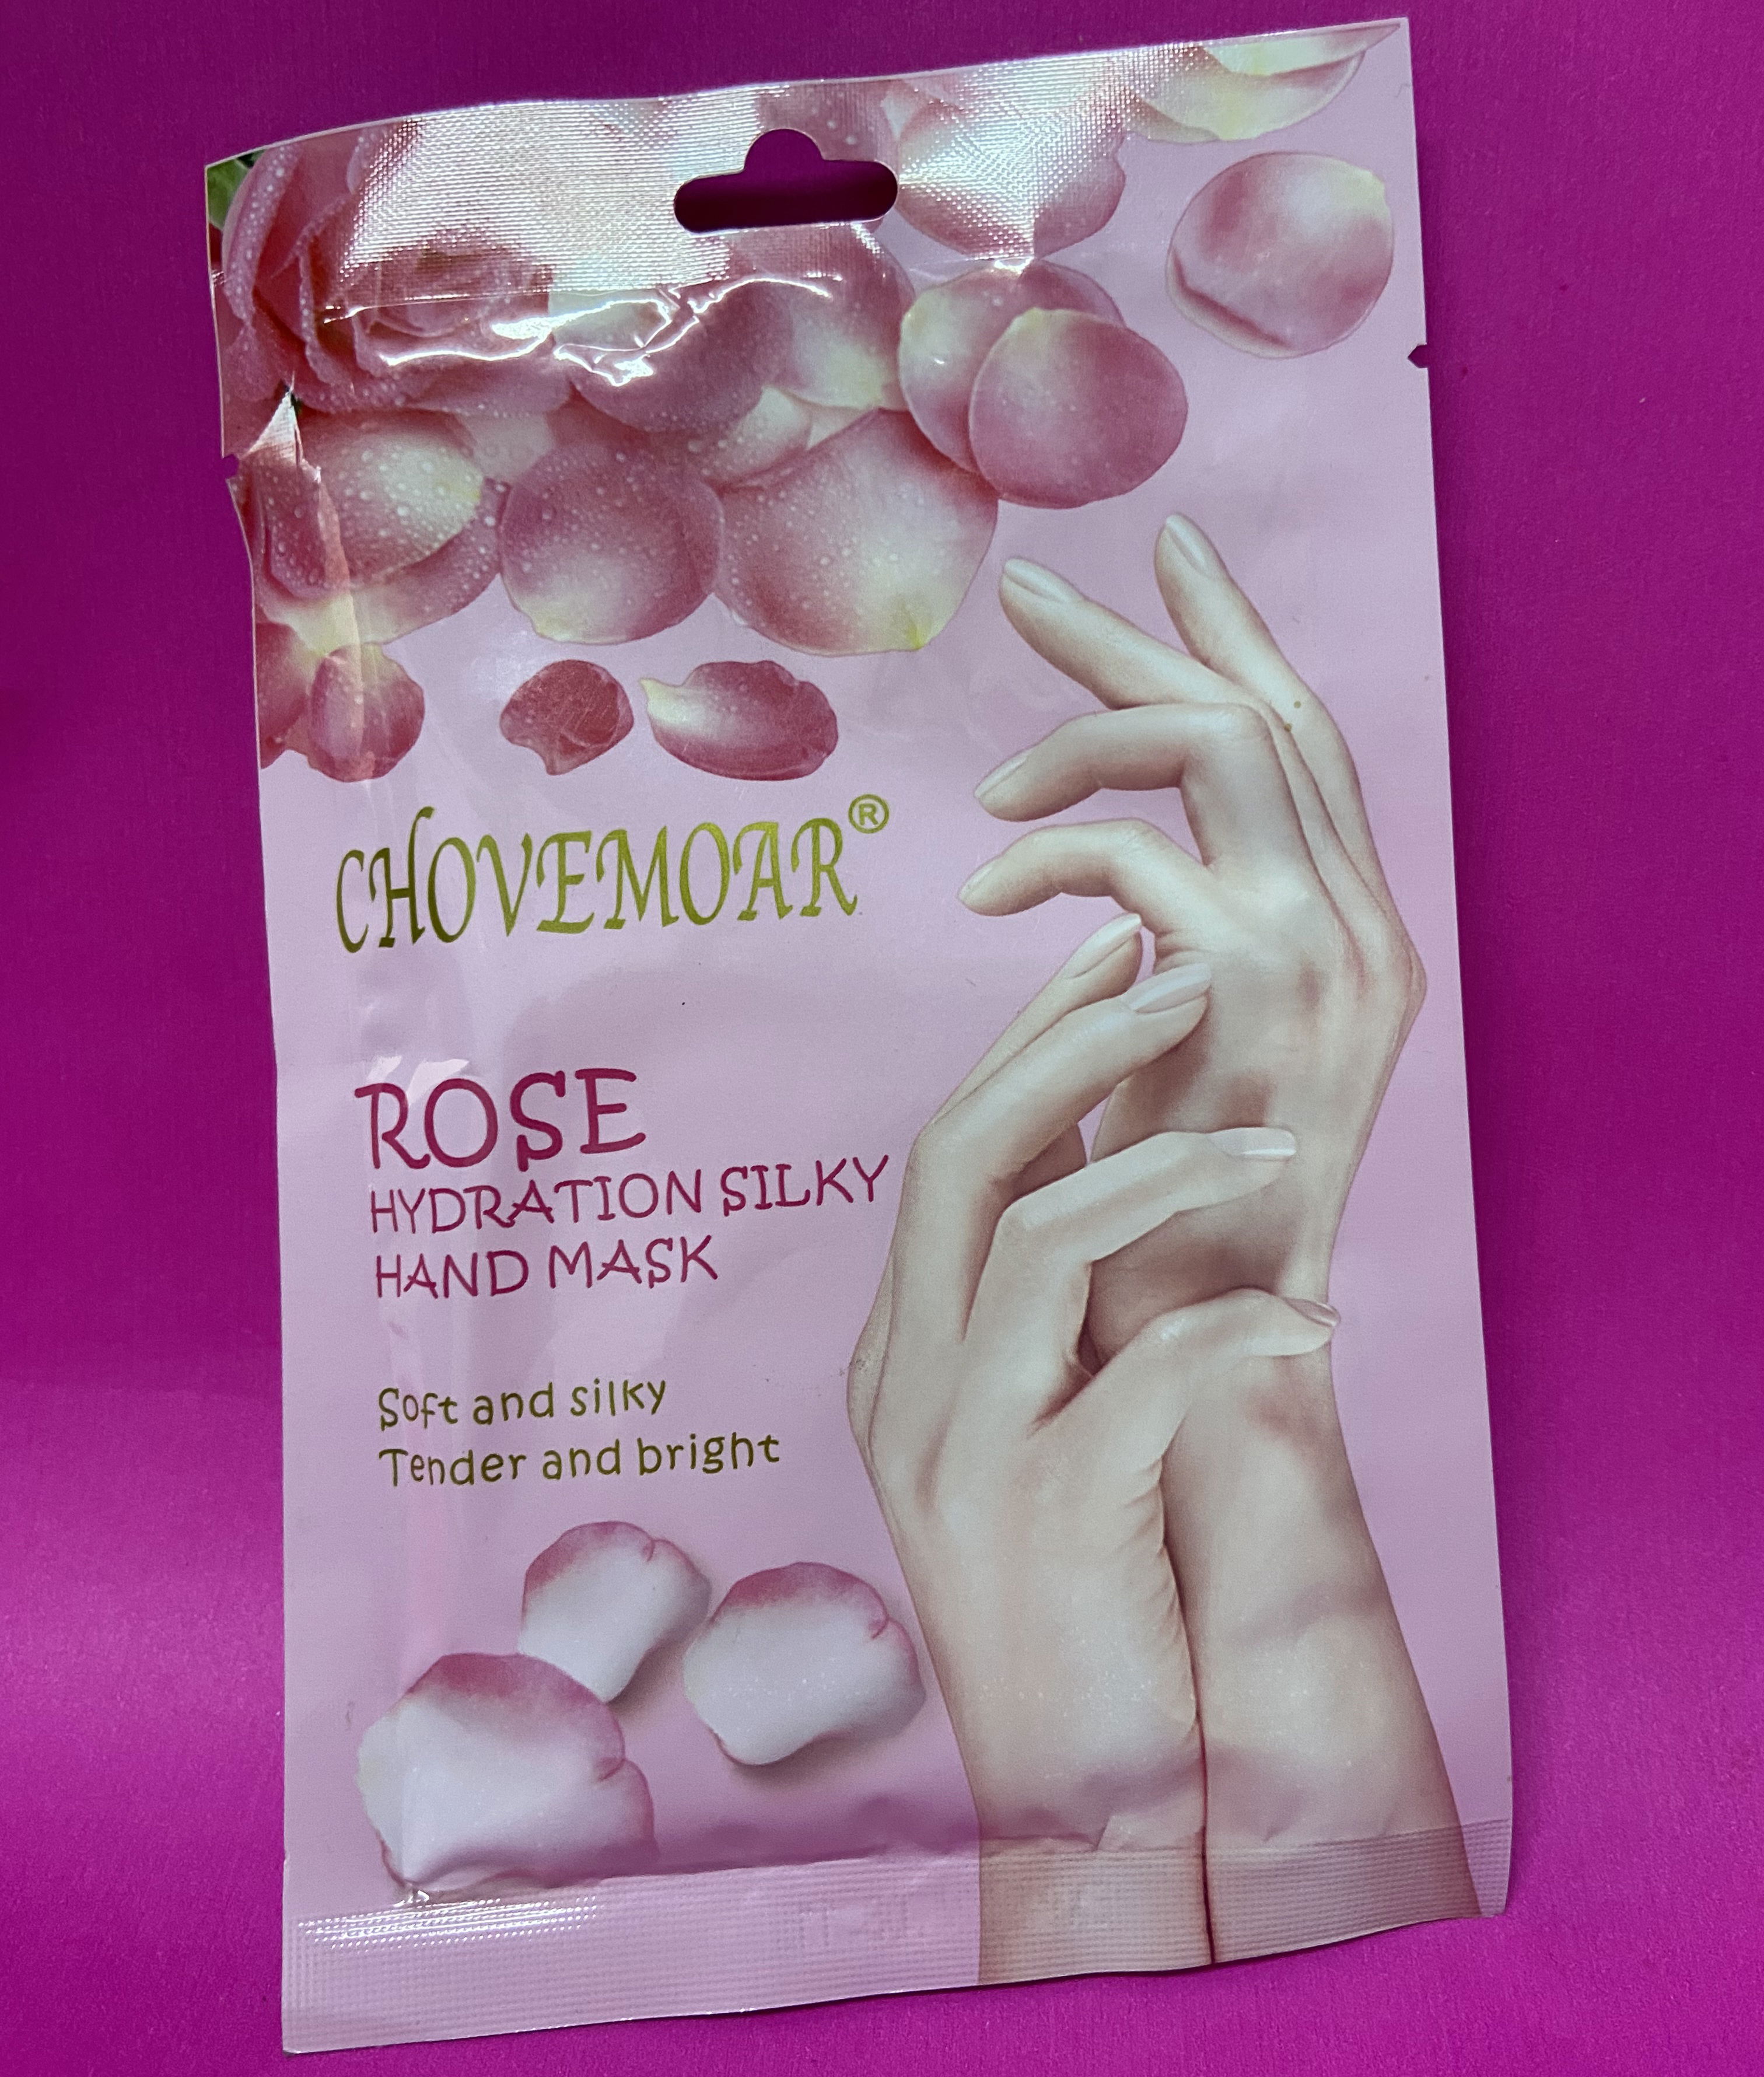 CHOVEMOAR®
ROSE
HYDRATION SILKY
HAND MASK
Soft and silky
Tender and bright